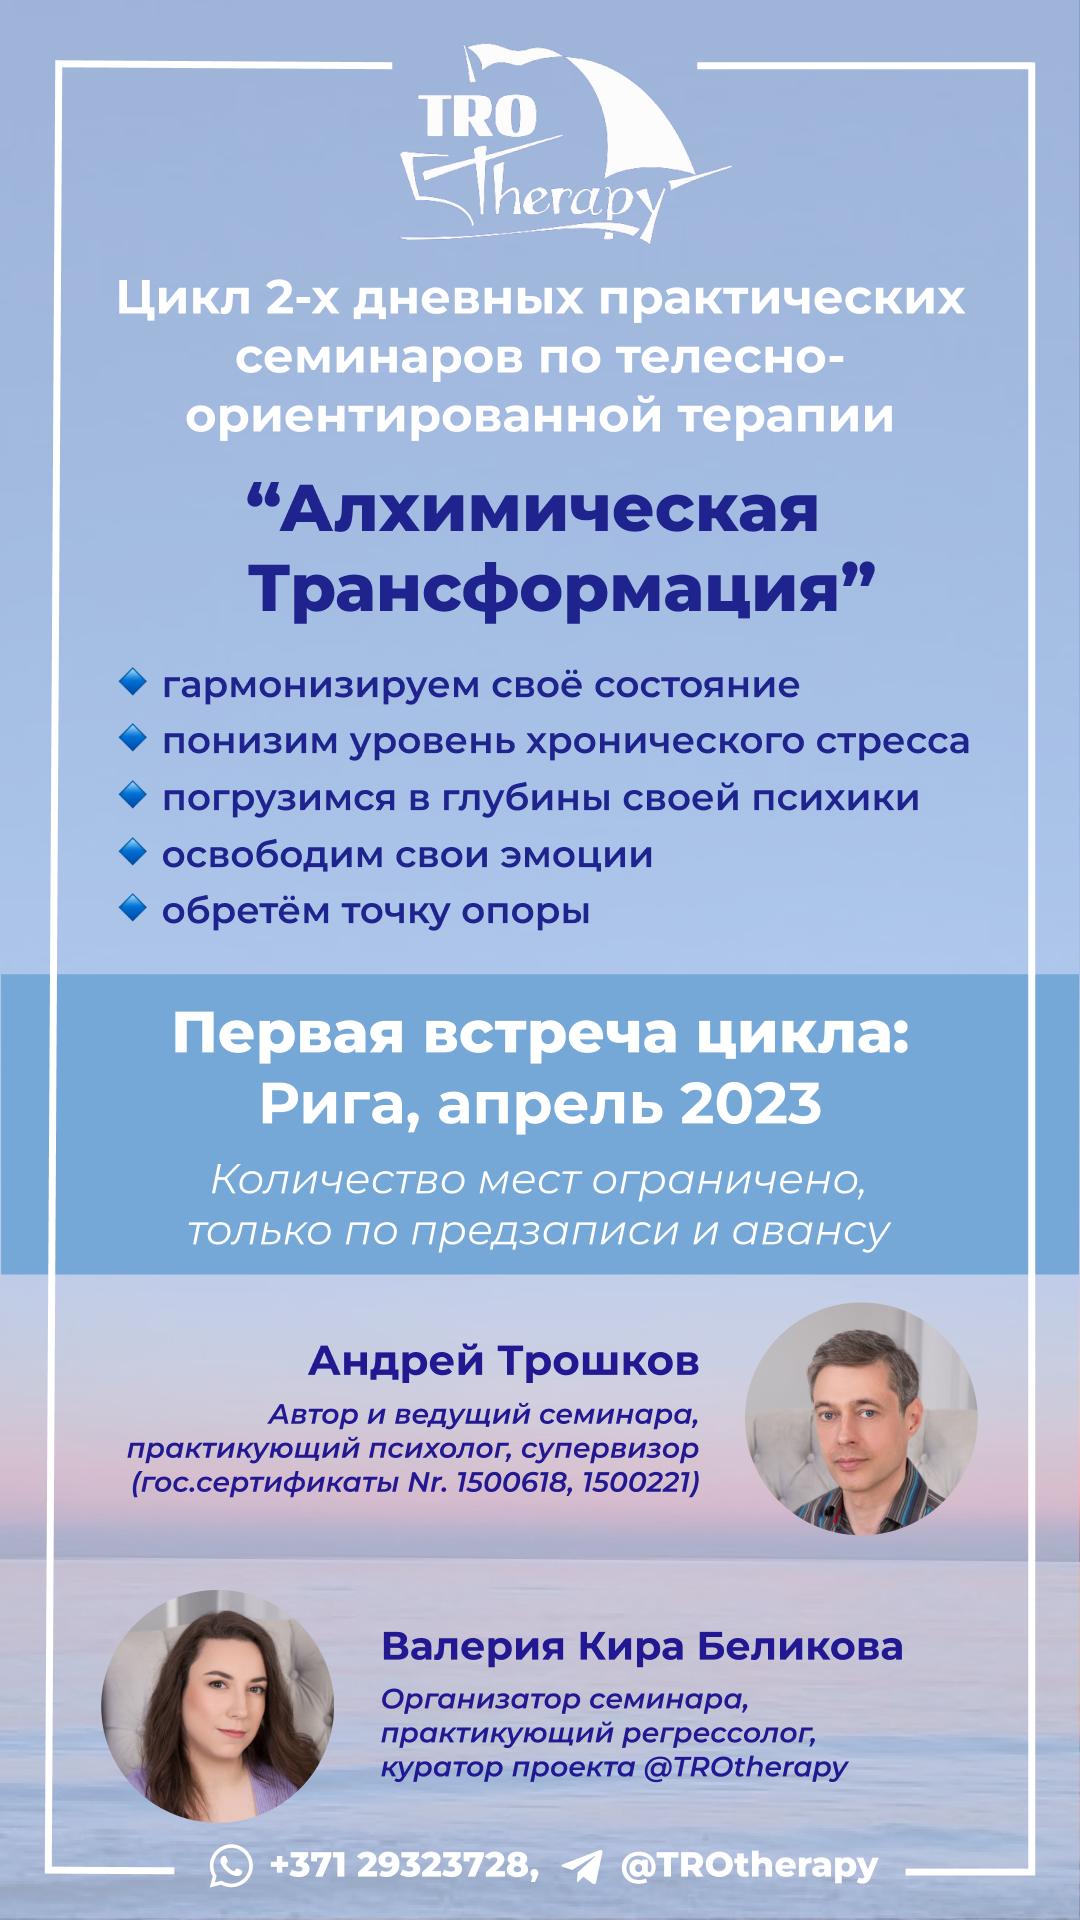 TRO
Therapy
Цикл 2-х дневных практических
семинаров по телесно-
ориентированной терапии
“Алхимическая
Трансформация”
гармонизируем своё состояние
понизим уровень хронического стресса
погрузимся в глубины своей психики
освободим свои эмоции
обретём точку опоры
Первая встреча цикла:
Рига, апрель 2023
Количество мест ограничено,
только по предзаписи и авансу
Андрей Трошков
Автор и ведущий семинара,
практикующий психолог, супервизор
(гос.сертификаты Nr. 1500618, 1500221)
Валерия Кира Беликова
Организатор семинара,
практикующий регрессолог,
куратор проекта @TROtherapy
+371 29323728, @TROtherapy